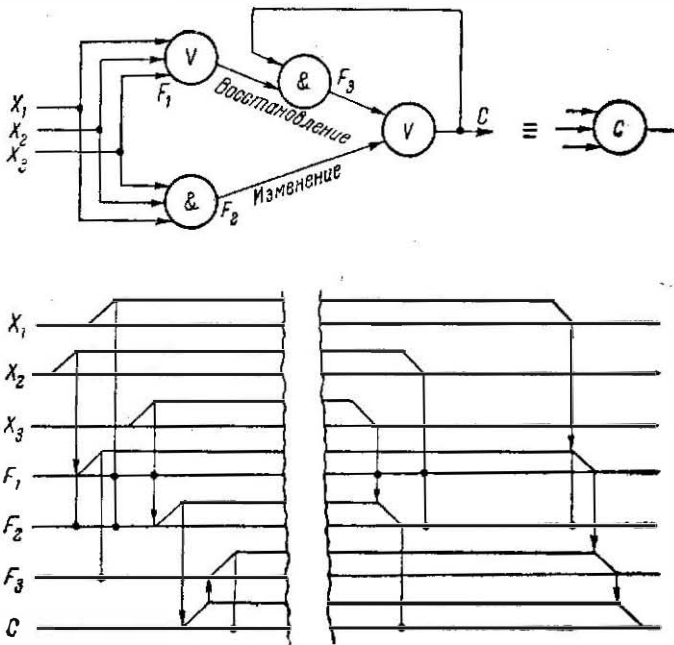 V
&
F₁
F₃
Восстановление
X₁
X₂
X₃
V
C
≡
G
&
F₂
Изменение
X₁
X₂
X₃
F₁
F₂
F₃
C